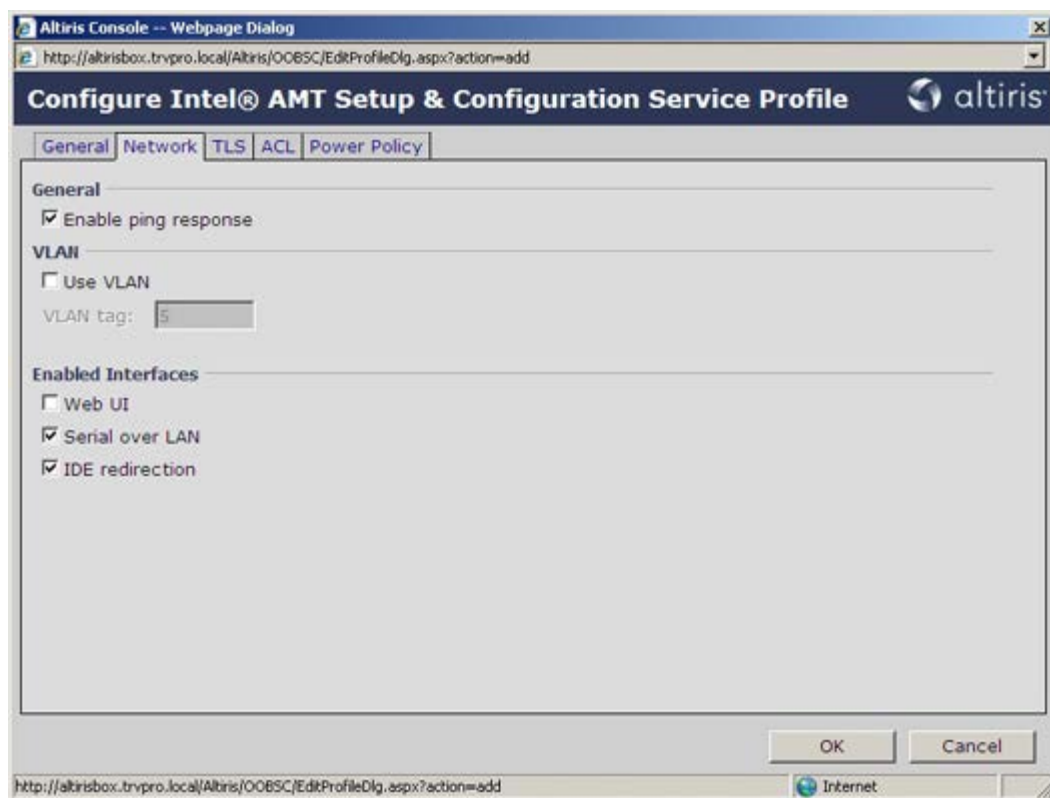 Altiris Console -- Webpage Dialog
http://altirisbox.trvpro.local/Altiris/OOBSC/EditProfileDlg.aspx?action=add
Configure Intel® AMT Setup & Configuration Service Profile altiris
General Network TLS ACL Power Policy
General
Enable ping response
VLAN
Use VLAN
VLAN tag: 5
Enabled Interfaces
Web UI
Serial over LAN
IDE redirection
OK Cancel
http://altirisbox.trvpro.local/Altiris/OOBSC/EditProfileDlg.aspx?action=add Internet